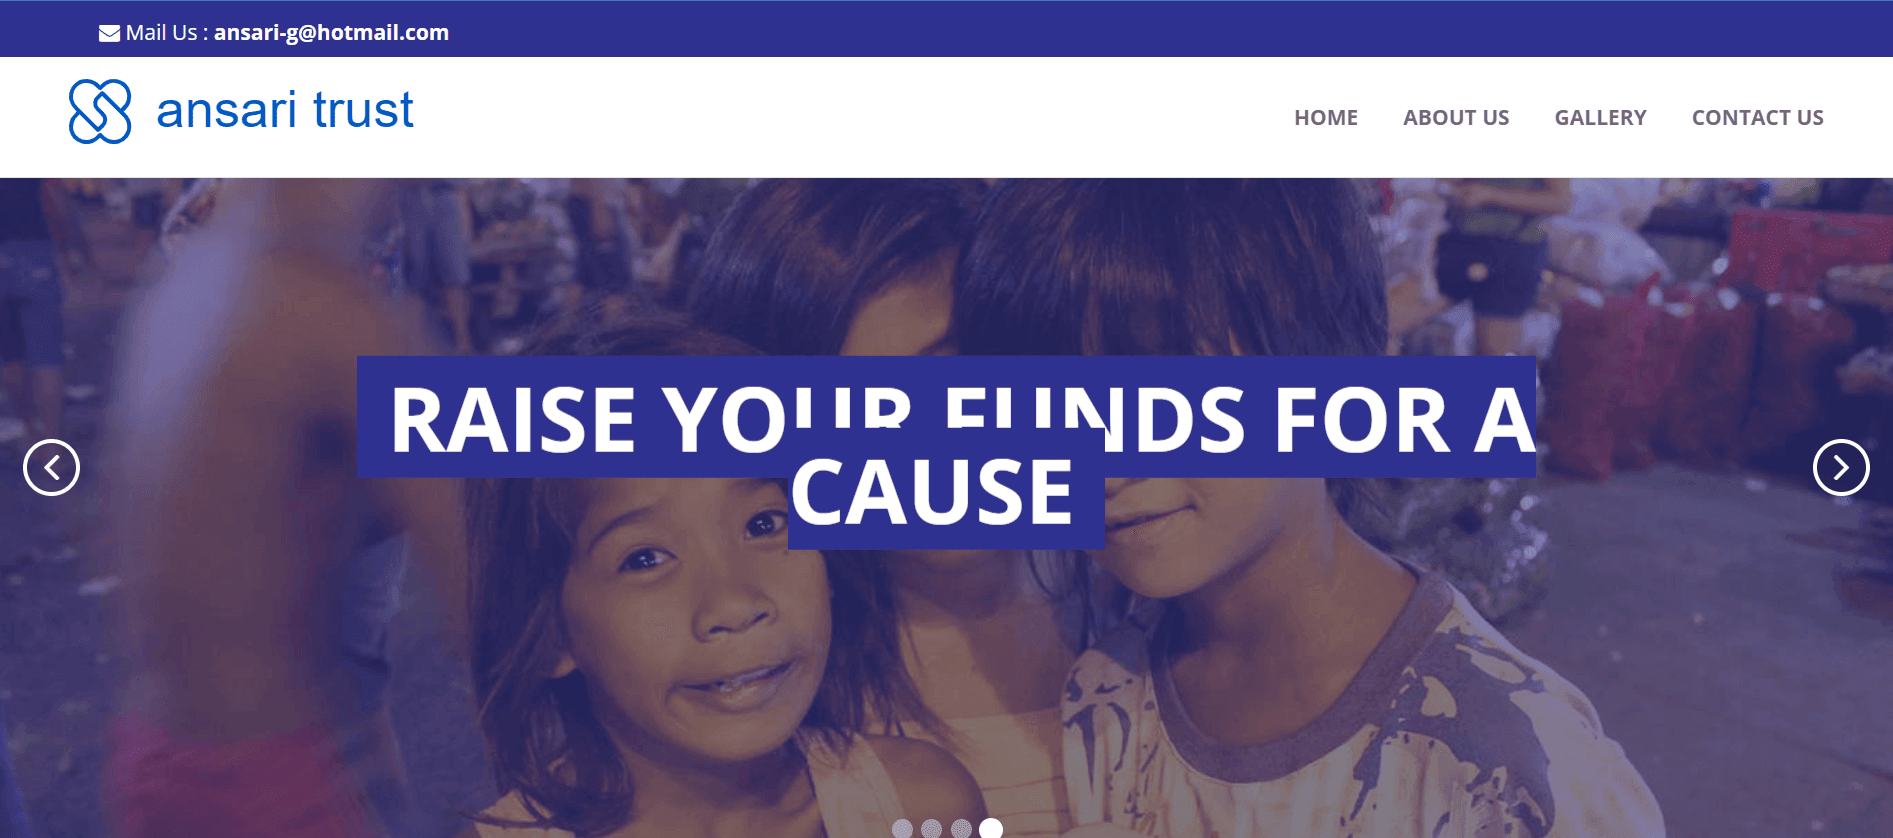 Mail Us : ansari-g@hotmail.com
ansari trust
HOME ABOUT US GALLERY CONTACT US
RAISE YOUR FUNDS FOR A
CAUSE